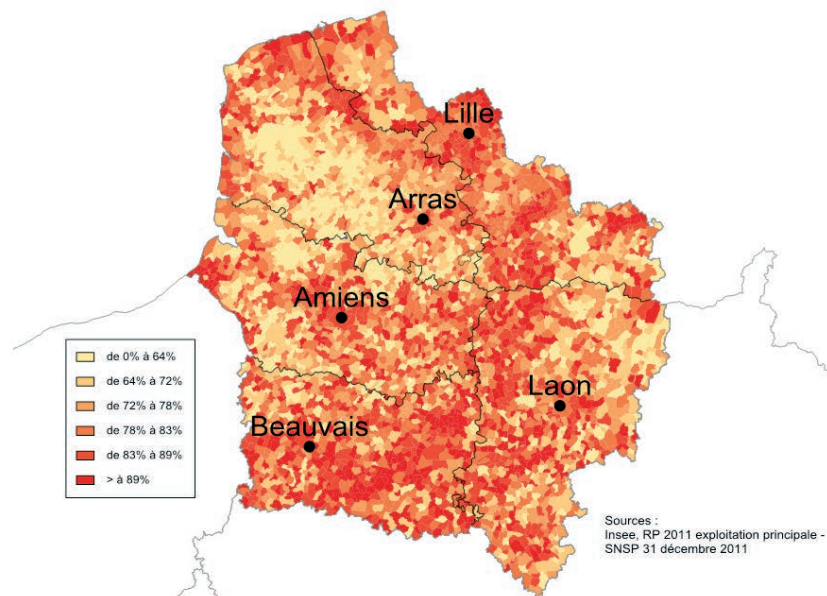 Lille
Arras
Amiens
Laon
Beauvais
de 0% à 64%
de 64% à 72%
de 72% à 78%
de 78% à 83%
de 83% à 89%
> à 89%
Sources :
Insee, RP 2011 exploitation principale -
SNSP 31 décembre 2011